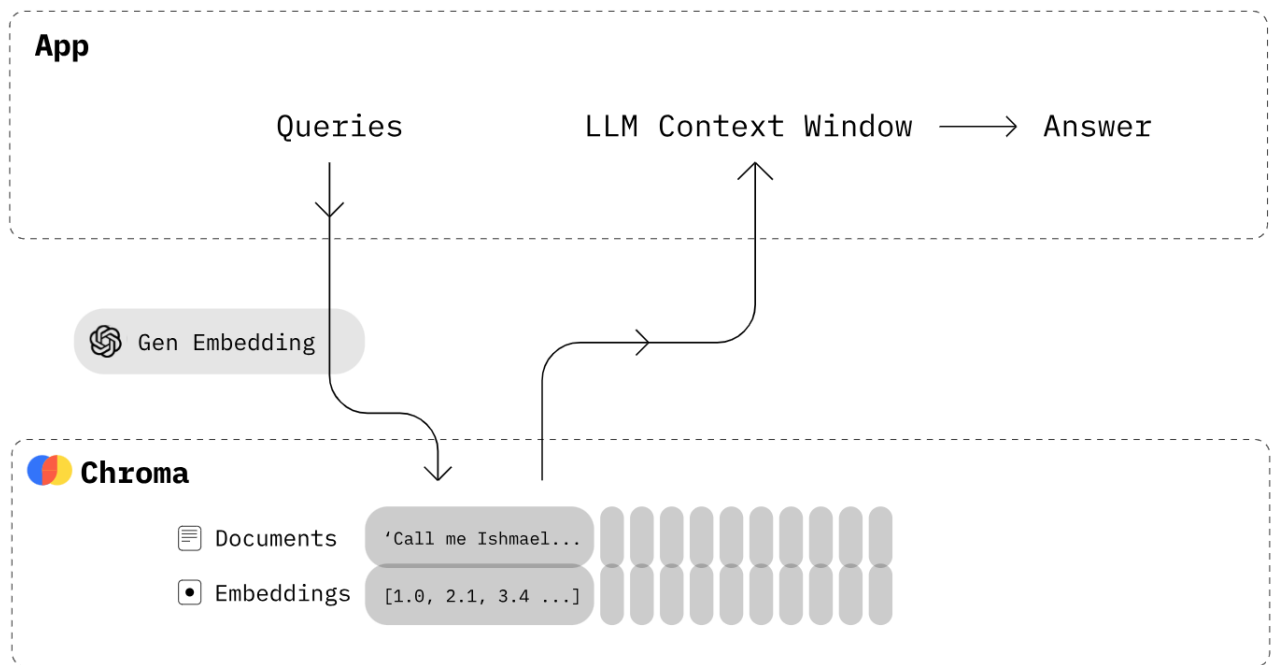 App
Queries
LLM Context Window
Answer
Gen Embedding
Chroma
Documents
‘Call me Ishmael...
Embeddings
[1.0, 2.1, 3.4 ...]